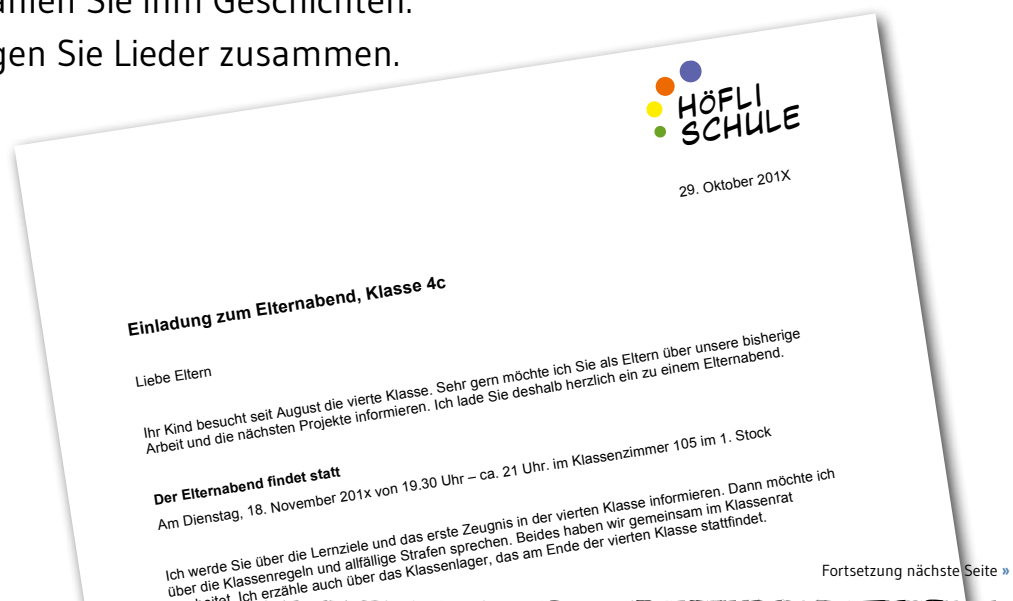 Sie ihm Geschichten.
Sie Lieder zusammen.
HÖFLI
SCHULE
29. Oktober 201X
Einladung zum Elternabend, Klasse 4c
Liebe Eltern
Ihr Kind besucht seit August die vierte Klasse. Sehr gern möchte ich Sie als Eltern über unsere bisherige
Arbeit und die nächsten Projekte informieren. Ich lade Sie deshalb herzlich ein zu einem Elternabend.
Der Elternabend findet statt
Am Dienstag, 18. November 201x von 19.30 Uhr – ca. 21 Uhr. im Klassenzimmer 105 im 1. Stock
Ich werde Sie über die Lernziele und das erste Zeugnis in der vierten Klasse informieren. Dann möchte ich
über die Klassenregeln und allfällige Strafen sprechen. Beides haben wir gemeinsam im Klassenrat
Ich erzähle auch über das Klassenlager, das am Ende der vierten Klasse stattfindet.
Fortsetzung nächste Seite »